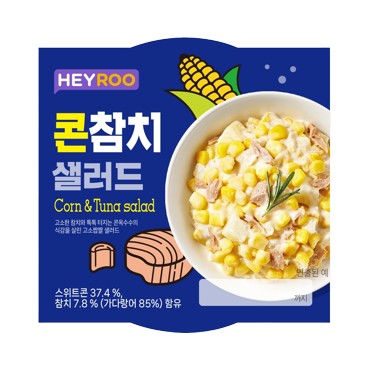 HEYROO
콘참치
샐러드
Corn & Tuna salad
고소한 참치와 톡톡 터지는 콘옥수수의
식감을 살린 고소짭짤 샐러드
스위트콘 37.4 %,
참치 7.8 % (가다랑어 85%) 함유
까지